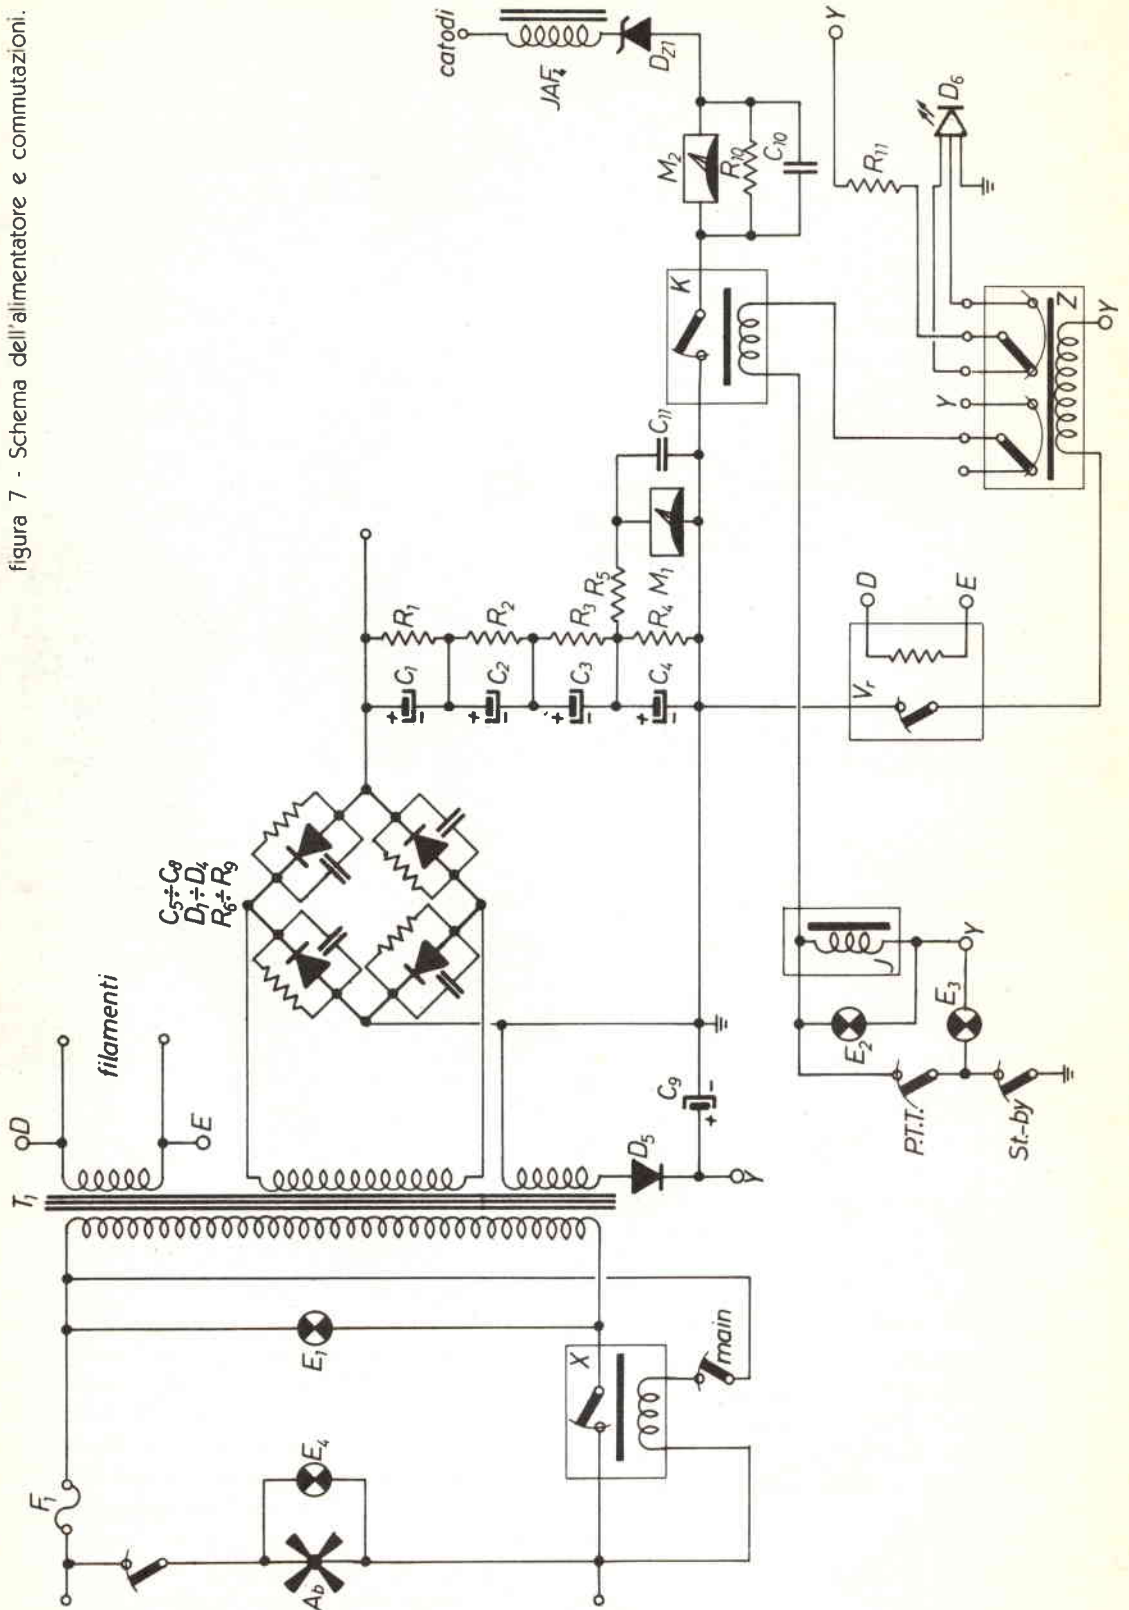 figura 7 - Schema dell'alimentatore e commutazioni.
T1
D
E
filamenti
F1
Ab
E4
E1
X
main
C5÷C8
D1÷D4
R6÷R9
D5
C9
Y
+
-
+
-
C1
R1
+
-
C2
R2
+
-
C3
R3
+
-
C4
R4
R5
M1
C11
K
M2
R10
C10
DZ1
JAF4
catodi
P.T.T.
St.-by
E2
E3
J
Y
Vr
D
E
Z
Y
Y
R11
D6
Y